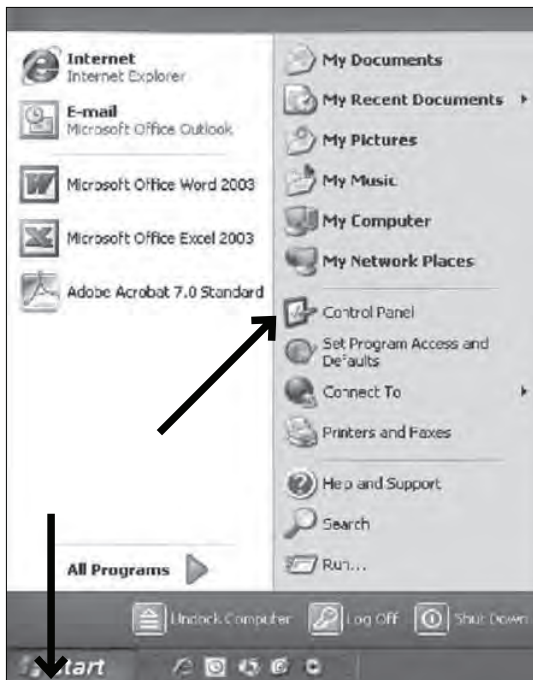 Internet
Internet Explorer
E-mail
Microsoft Office Outlook
Microsoft Office Word 2003
Microsoft Office Excel 2003
Adobe Acrobat 7.0 Standard
All Programs
My Documents
My Recent Documents
My Pictures
My Music
My Computer
My Network Places
Control Panel
Set Program Access and
Defaults
Connect To
Printers and Faxes
Help and Support
Search
Run...
Undock Computer
Log Off
Shut Down
start